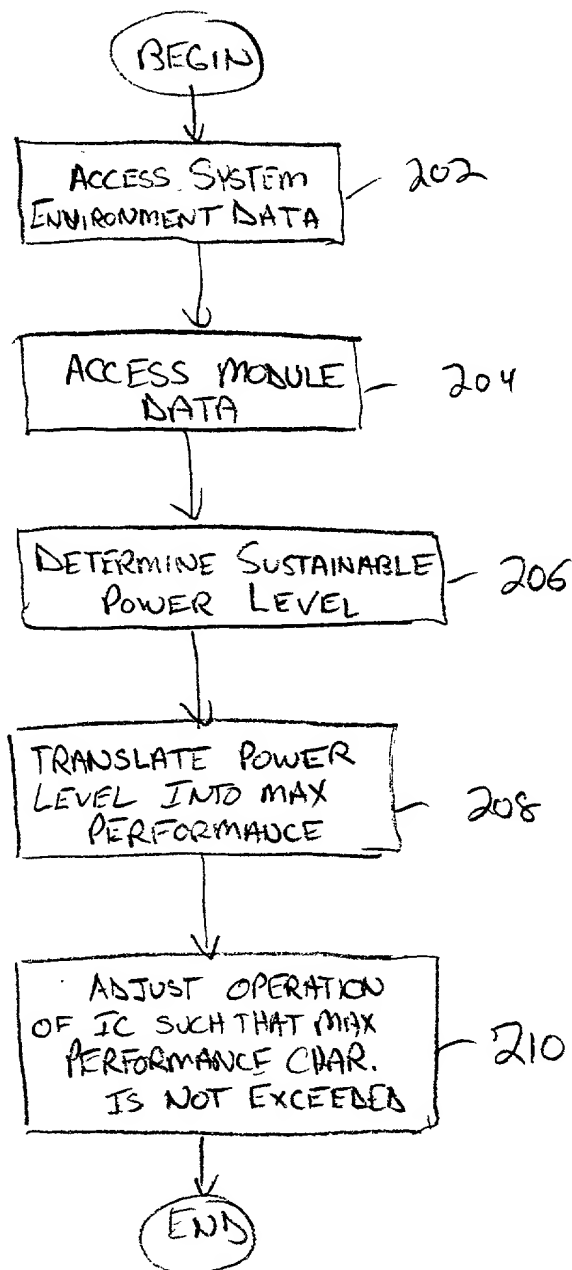 BEGIN
ACCESS SYSTEM
ENVIRONMENT DATA
202
ACCESS MODULE
DATA
204
DETERMINE SUSTAINABLE
POWER LEVEL
206
TRANSLATE POWER
LEVEL INTO MAX
PERFORMANCE
208
ADJUST OPERATION
OF IC SUCH THAT MAX
PERFORMANCE CHAR.
IS NOT EXCEEDED
210
END